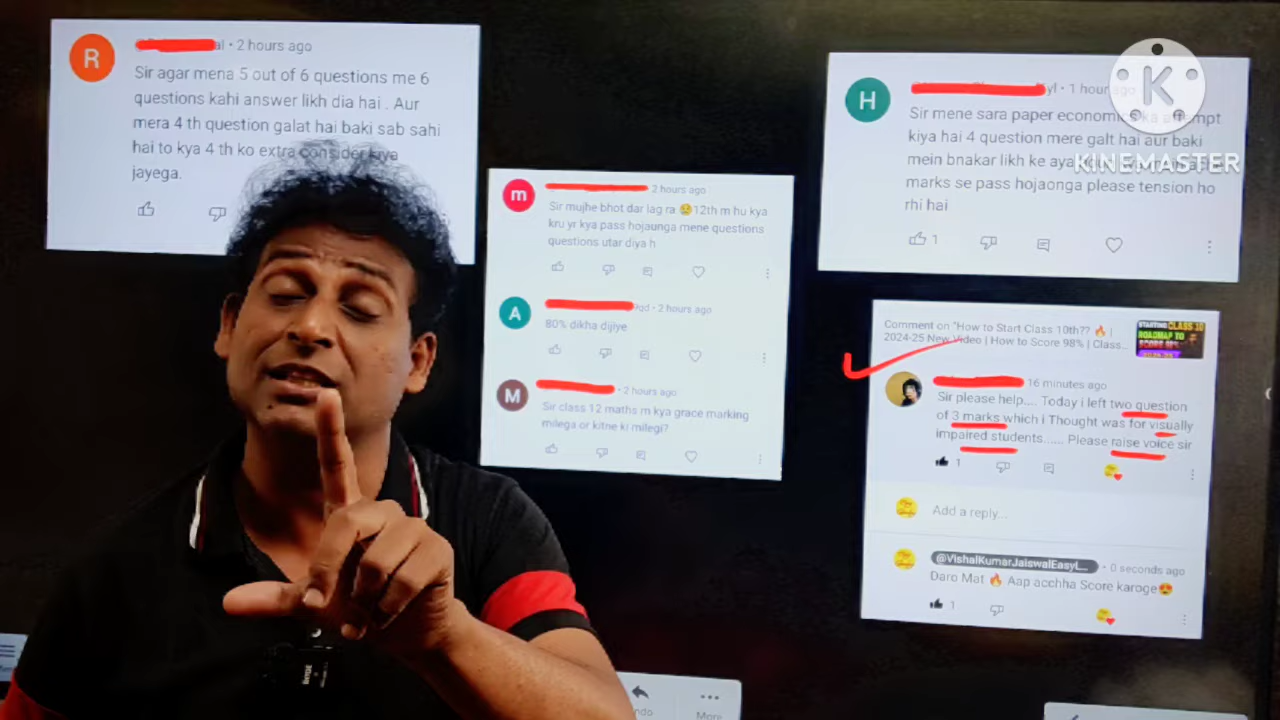 R
al • 2 hours ago
Sir agar mena 5 out of 6 questions me 6
questions kahi answer likh dia hai . Aur
mera 4 th question galat hai baki sab sahi
hai to kya 4 th ko extra consider kiya
jayega.
m
2 hours ago
Sir mujhe bhot dar lag ra 😢12th m hu kya
kru yr kya pass hojaunga mene questions
questions utar diya h
A
• 2 hours ago
80% dikha dijiye
M
• 2 hours ago
Sir class 12 maths m kya grace marking
milega or kitne ki milegi?
H
• 1 hour ago
Sir mene sara paper economics ka attempt
kiya hai 4 question mere galt hai aur baki
mein bnakar likh ke aya
marks se pass hojaonga please tension ho
rhi hai
1
K
KINEMASTER
Comment on "How to Start Class 10th?? 🔥 |
2024-25 New Video | How to Score 98% | Class...
STARTING CLASS 10
ROADMAP TO
SCORE 98%
16 minutes ago
Sir please help.... Today i left two question
of 3 marks which i Thought was for visually
impaired students...... Please raise voice sir
1
Add a reply...
@VishalKumarJaiswalEasyL... • 0 seconds ago
Daro Mat 🔥 Aap acchha Score karoge😍
1
More